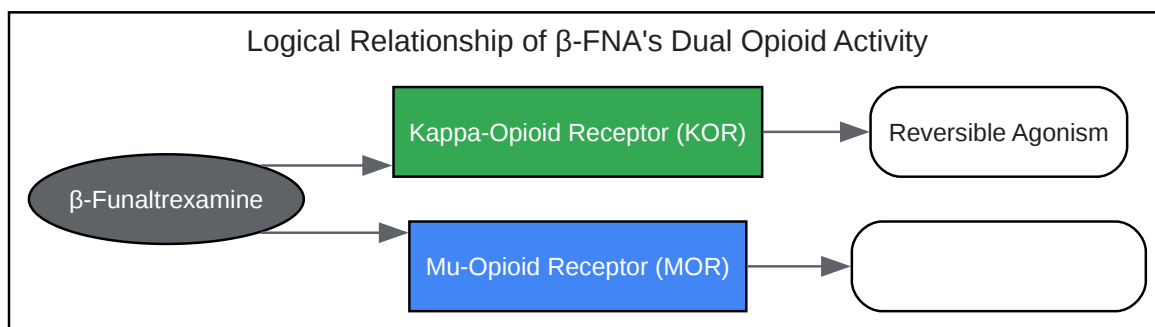 Logical Relationship of β-FNA's Dual Opioid Activity
Kappa-Opioid Receptor (KOR)
Reversible Agonism
β-Funaltrexamine
Mu-Opioid Receptor (MOR)